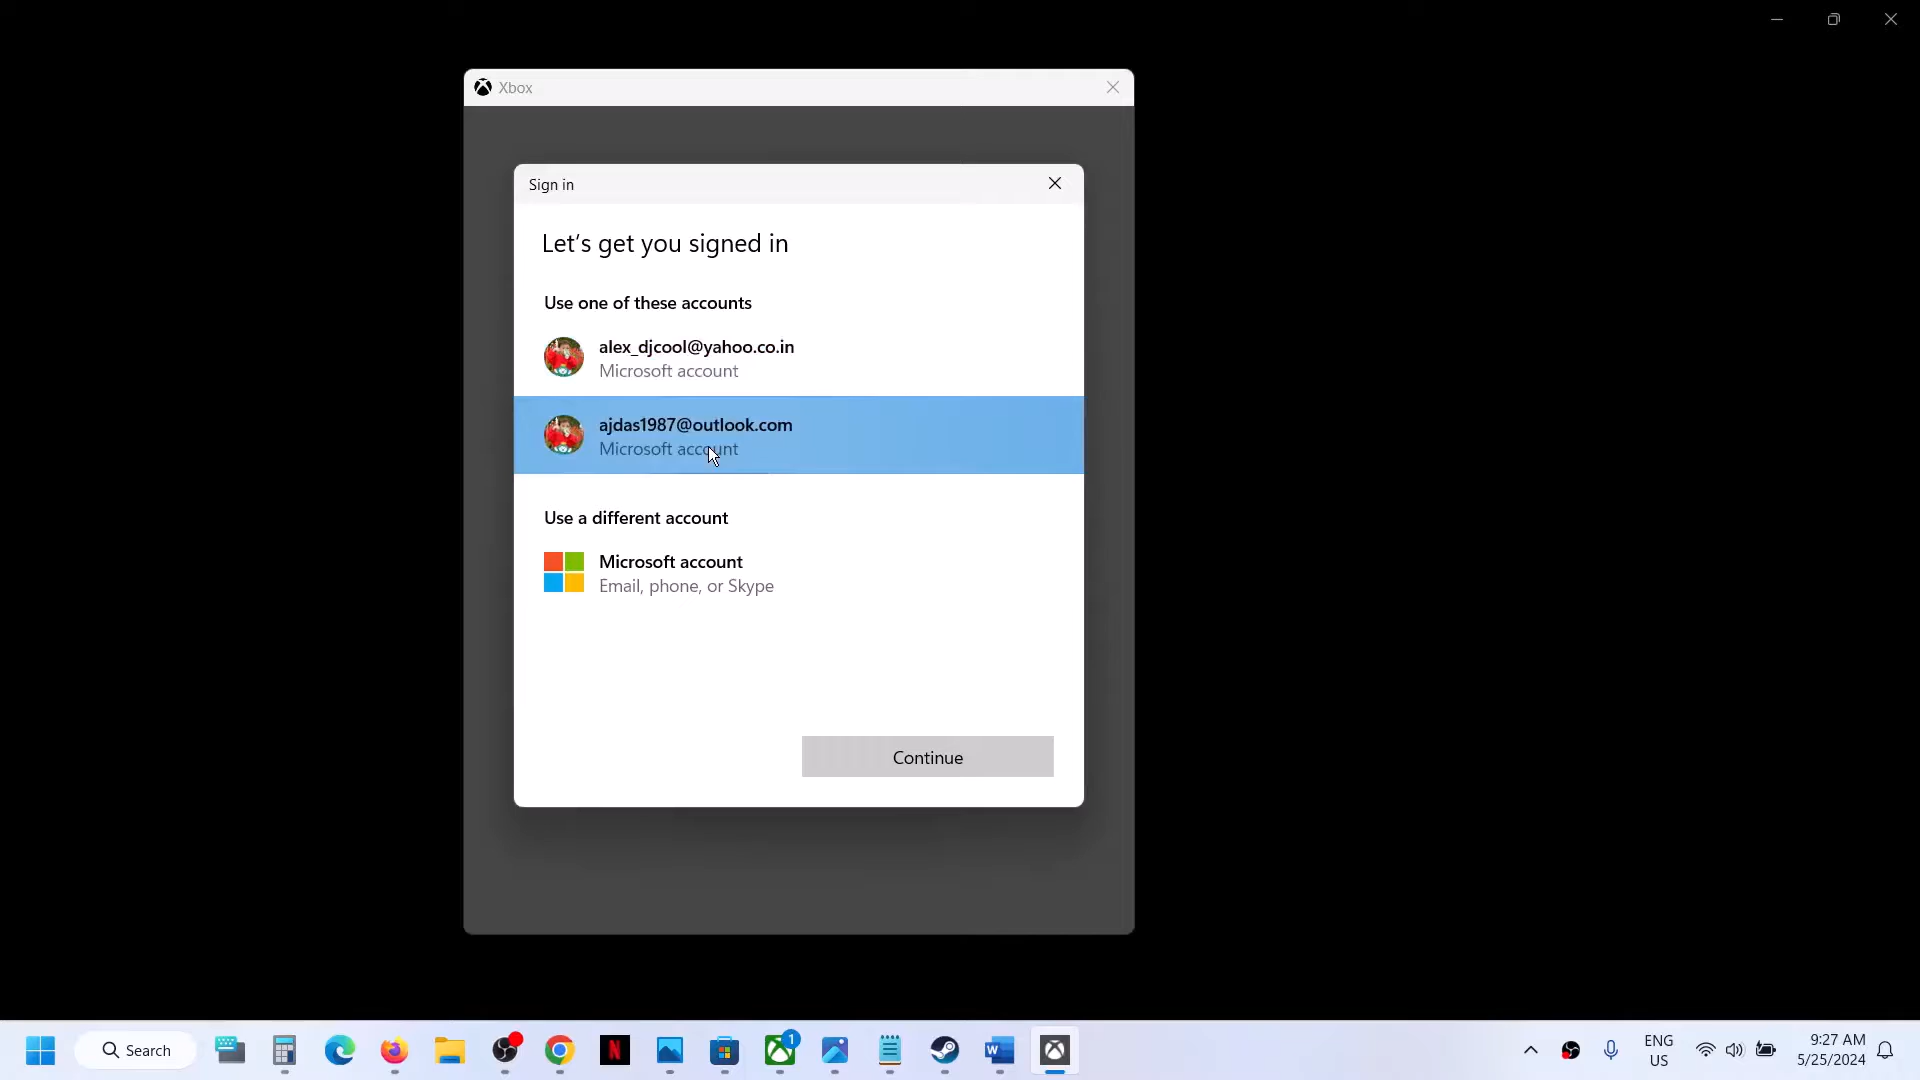 Xbox
Sign in
Let's get you signed in
Use one of these accounts
alex_djcool@yahoo.co.in
Microsoft account
ajdas1987@outlook.com
Microsoft account
Use a different account
Microsoft account
Email, phone, or Skype
Continue
Search
N
1
W
ENG
US
9:27 AM
5/25/2024